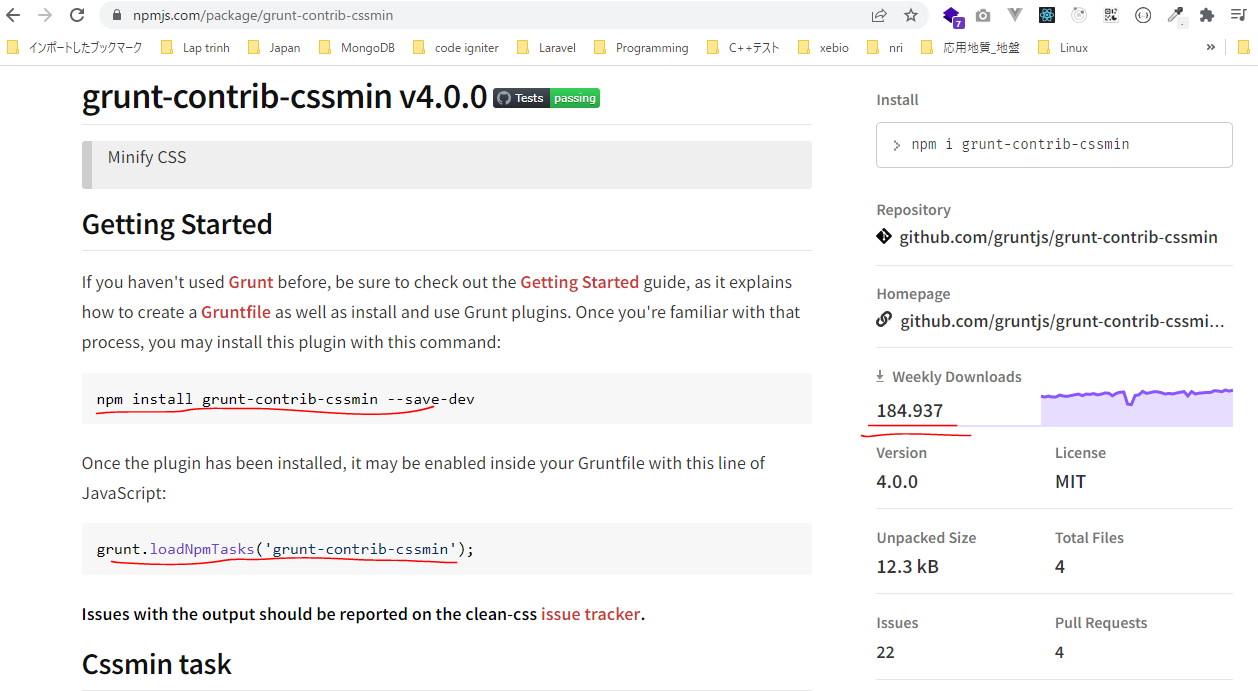 npmjs.com/package/grunt-contrib-cssmin
7
インポートしたブックマーク Lap trinh Japan MongoDB code igniter Laravel Programming C++テスト xebio nri 応用地質_地盤 Linux »
grunt-contrib-cssmin v4.0.0 Tests passing
Minify CSS
Getting Started
If you haven't used Grunt before, be sure to check out the Getting Started guide, as it explains
how to create a Gruntfile as well as install and use Grunt plugins. Once you're familiar with that
process, you may install this plugin with this command:
npm install grunt-contrib-cssmin --save-dev
Once the plugin has been installed, it may be enabled inside your Gruntfile with this line of
JavaScript:
grunt.loadNpmTasks('grunt-contrib-cssmin');
Issues with the output should be reported on the clean-css issue tracker.
Cssmin task
Install
> npm i grunt-contrib-cssmin
Repository
github.com/gruntjs/grunt-contrib-cssmin
Homepage
github.com/gruntjs/grunt-contrib-cssmi...
Weekly Downloads
184.937
Version License
4.0.0 MIT
Unpacked Size Total Files
12.3 kB 4
Issues Pull Requests
22 4